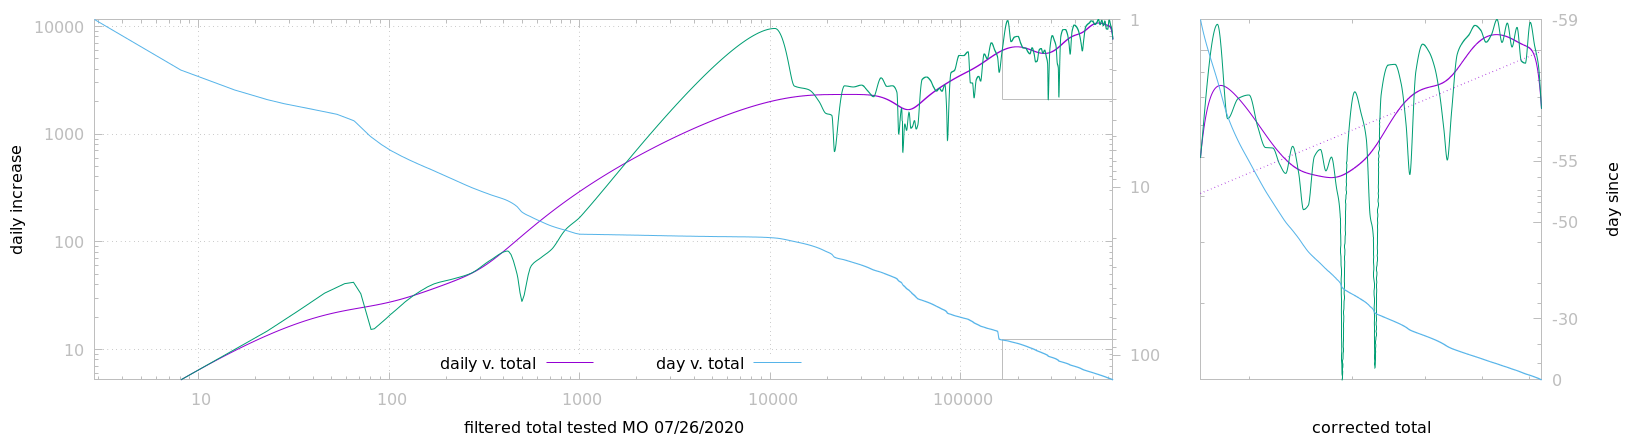 10000
1000
100
10
daily increase
daily v. total
day v. total
10
100
1000
10000
100000
filtered total tested MO 07/26/2020
1
10
100
-59
-55
-50
-30
0
day since
corrected total